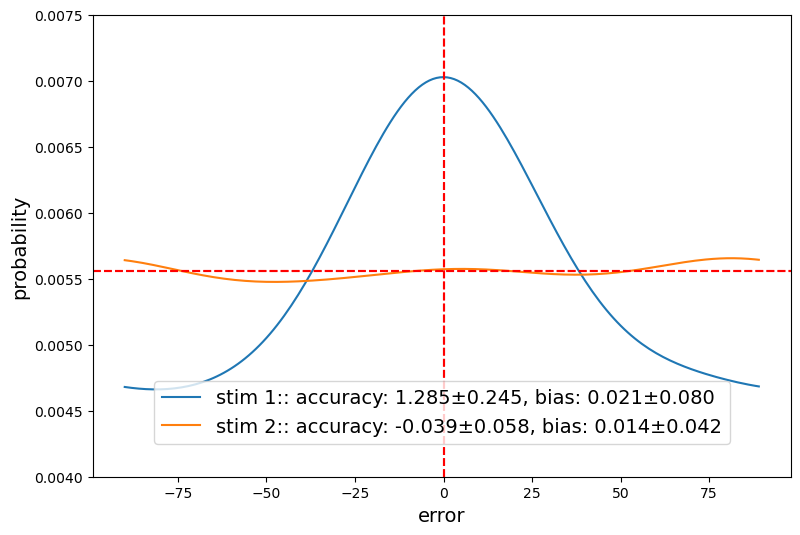 0.0075
0.0070
0.0065
0.0060
0.0055
0.0050
0.0045
0.0040
probability
stim 1:: accuracy: 1.285±0.245, bias: 0.021±0.080
stim 2:: accuracy: -0.039±0.058, bias: 0.014±0.042
−75 −50 −25 0 25 50 75
error